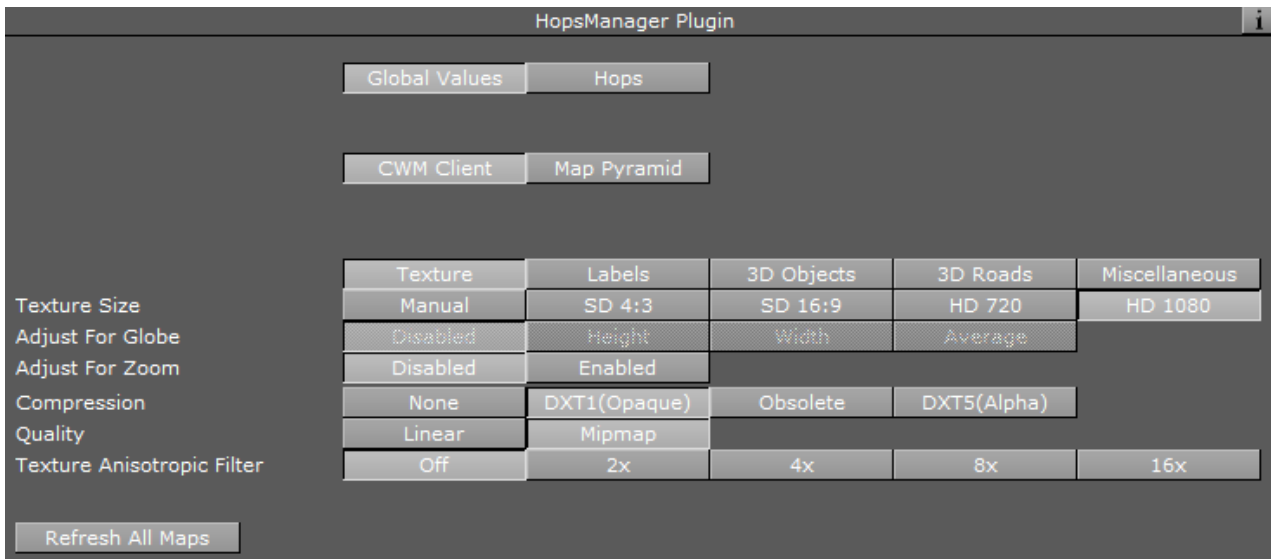 HopsManager Plugin i
Global Values Hops
CWM Client Map Pyramid
Texture Labels 3D Objects 3D Roads Miscellaneous
Texture Size Manual SD 4:3 SD 16:9 HD 720 HD 1080
Adjust For Globe Disabled Height Width Average
Adjust For Zoom Disabled Enabled
Compression None DXT1(Opaque) Obsolete DXT5(Alpha)
Quality Linear Mipmap
Texture Anisotropic Filter Off 2x 4x 8x 16x
Refresh All Maps